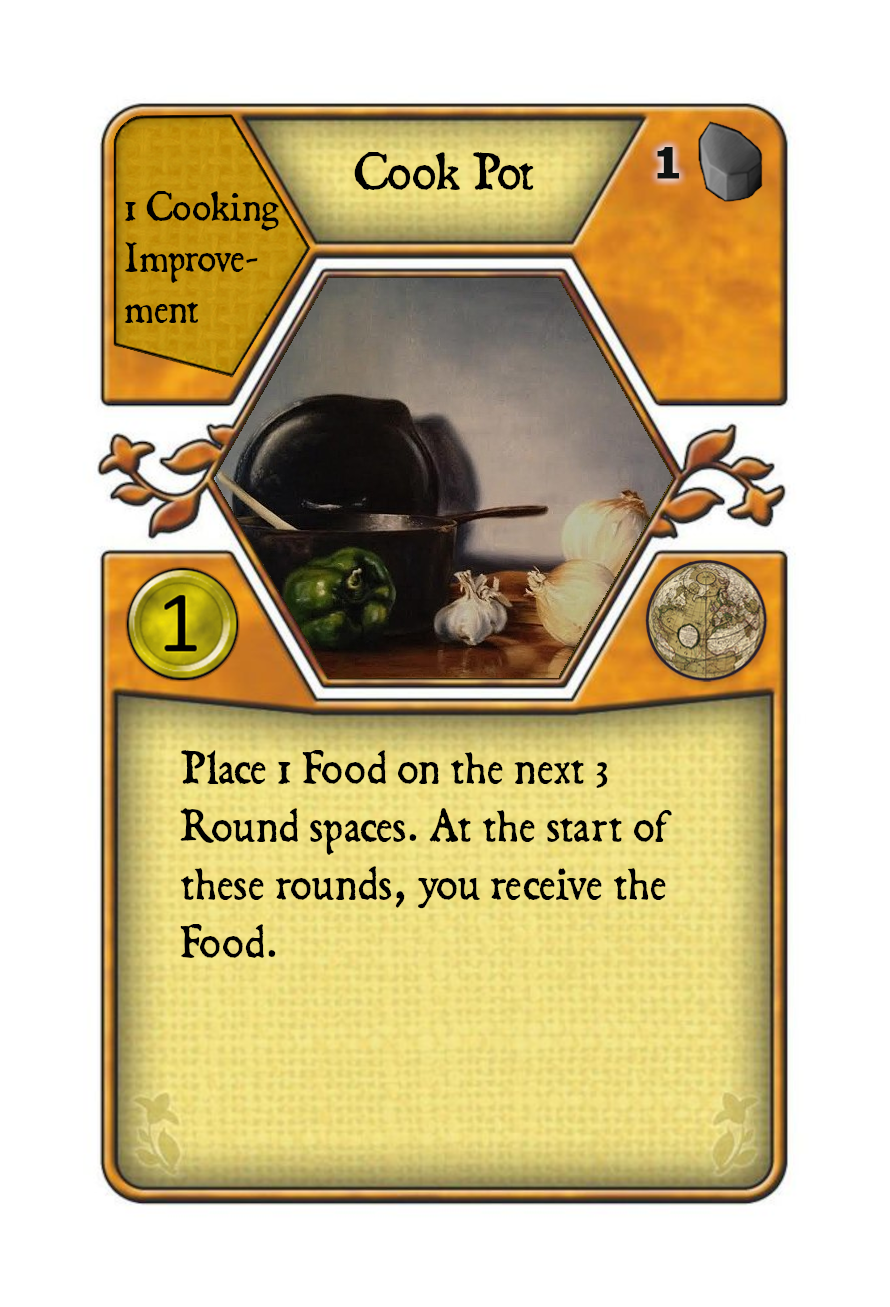 Cook Pot
1
1 Cooking
Improve-
ment
1
Place 1 Food on the next 3
Round spaces. At the start of
these rounds, you receive the
Food.